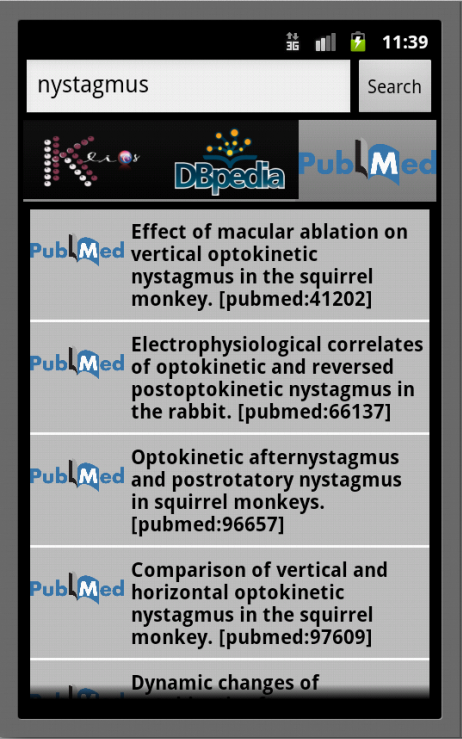 3G 11:39
nystagmus Search
Keiros DBpedia PubMed
Effect of macular ablation on
PubMed vertical optokinetic
nystagmus in the squirrel
monkey. [pubmed:41202]
Electrophysiological correlates
PubMed of optokinetic and reversed
postoptokinetic nystagmus in
the rabbit. [pubmed:66137]
Optokinetic afternystagmus
PubMed and postrotatory nystagmus
in squirrel monkeys.
[pubmed:96657]
Comparison of vertical and
PubMed horizontal optokinetic
nystagmus in the squirrel
monkey. [pubmed:97609]
Dynamic changes of